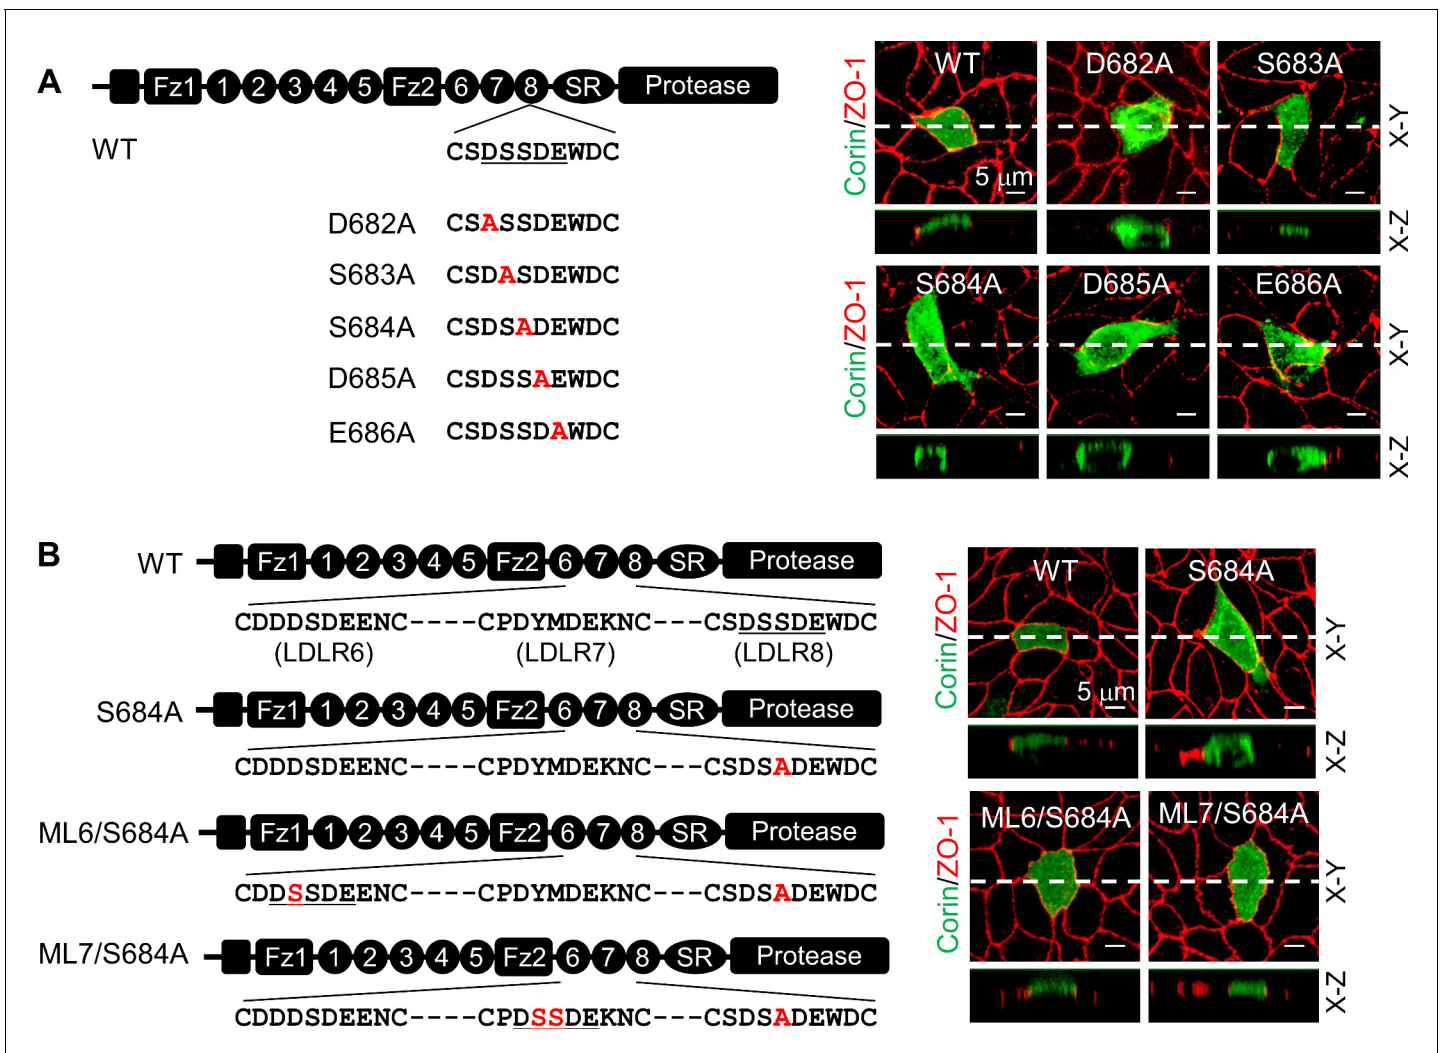 A
Fz1 1 2 3 4 5 Fz2 6 7 8 SR Protease
WT CSDSSDEWDC
D682A CSASSDEWDC
S683A CSDASDEWDC
S684A CSDSADEWDC
D685A CSDSSAEWDC
E686A CSDSSDAWDC
Corin/ZO-1
WT D682A S683A
5 μm
X-Y
X-Z
Corin/ZO-1
S684A D685A E686A
X-Y
X-Z
B
WT Fz1 1 2 3 4 5 Fz2 6 7 8 SR Protease
CDDDSDEENC----CPDYMDEKNC---CSDSSDEWDC
(LDLR6) (LDLR7) (LDLR8)
S684A Fz1 1 2 3 4 5 Fz2 6 7 8 SR Protease
CDDDSDEENC----CPDYMDEKNC---CSDSADEWDC
ML6/S684A Fz1 1 2 3 4 5 Fz2 6 7 8 SR Protease
CDDSSDEENC----CPDYMDEKNC---CSDSADEWDC
ML7/S684A Fz1 1 2 3 4 5 Fz2 6 7 8 SR Protease
CDDDSDEENC----CPDSSDEKNC---CSDSADEWDC
Corin/ZO-1
WT S684A
5 μm
X-Y
X-Z
Corin/ZO-1
ML6/S684A ML7/S684A
X-Y
X-Z